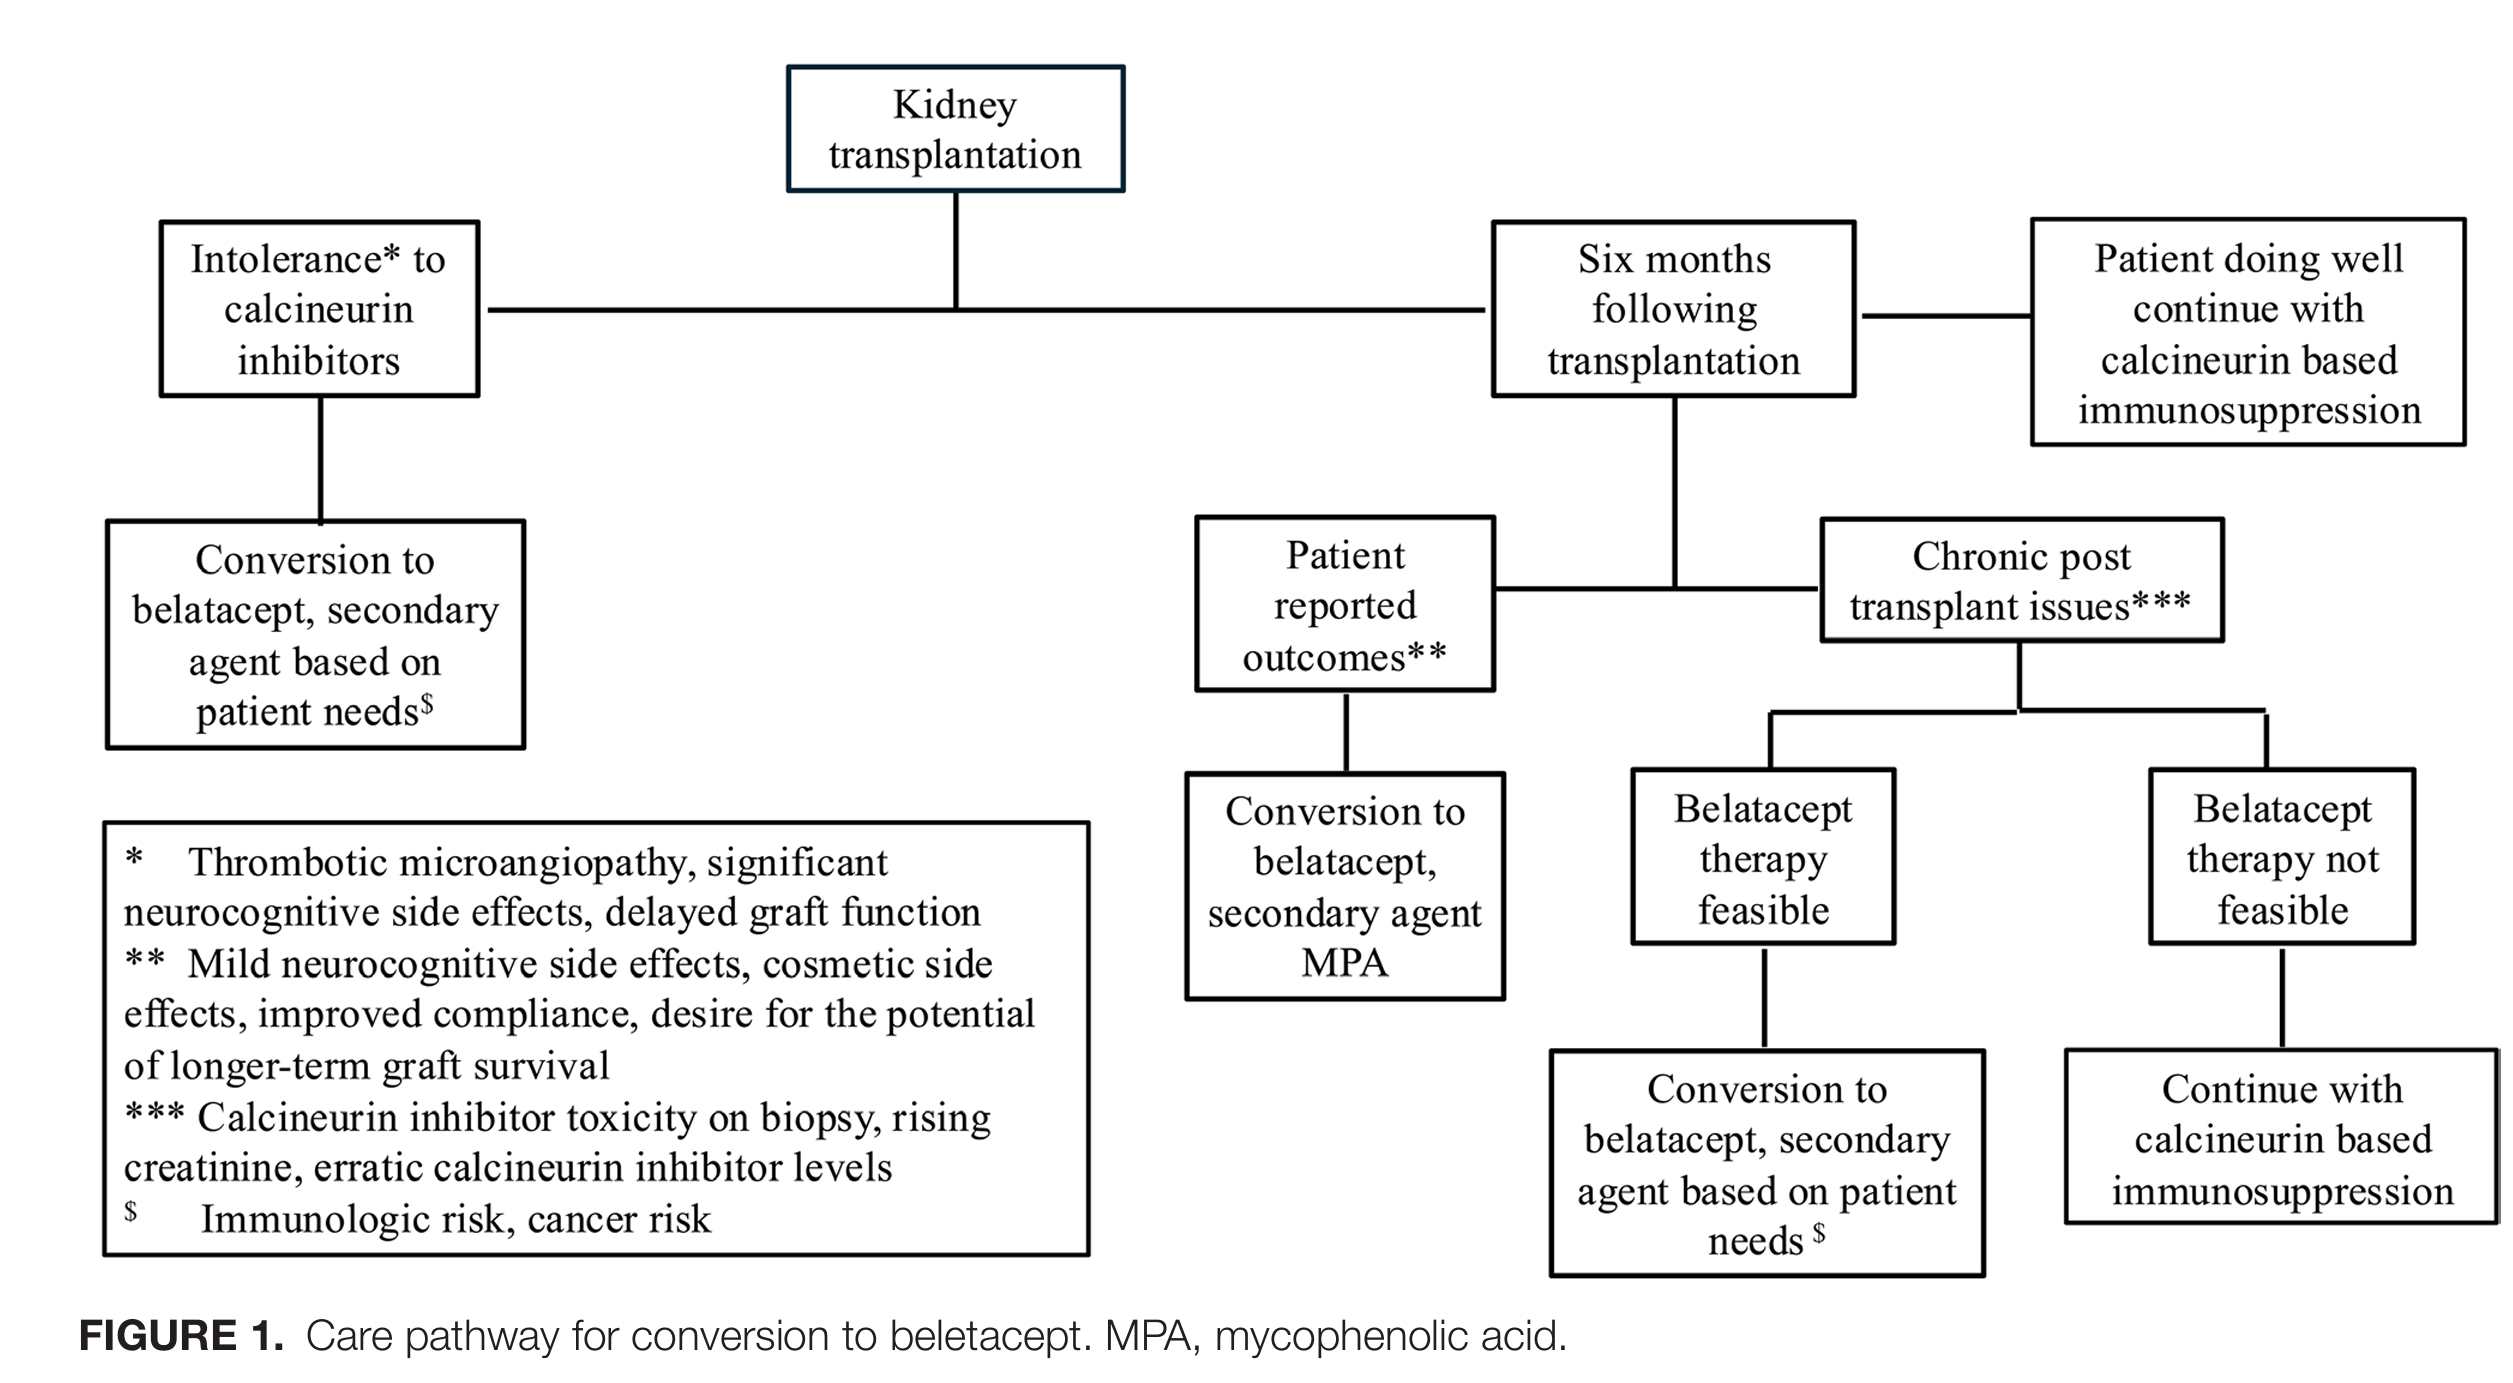 Kidney
transplantation
Intolerance* to
calcineurin
inhibitors
Six months
following
transplantation
Patient doing well
continue with
calcineurin based
immunosuppression
Conversion to
belatacept, secondary
agent based on
patient needs$
Patient
reported
outcomes**
Chronic post
transplant issues***
Conversion to
belatacept,
secondary agent
MPA
Belatacept
therapy
feasible
Belatacept
therapy not
feasible
Conversion to
belatacept, secondary
agent based on patient
needs $
Continue with
calcineurin based
immunosuppression
* Thrombotic microangiopathy, significant
neurocognitive side effects, delayed graft function
** Mild neurocognitive side effects, cosmetic side
effects, improved compliance, desire for the potential
of longer-term graft survival
*** Calcineurin inhibitor toxicity on biopsy, rising
creatinine, erratic calcineurin inhibitor levels
$ Immunologic risk, cancer risk
FIGURE 1. Care pathway for conversion to beletacept. MPA, mycophenolic acid.